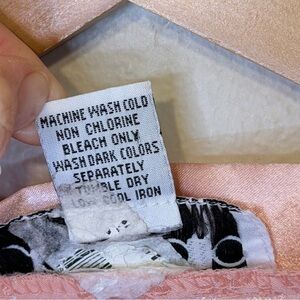 MACHINE WASH COLD
NON CHLORINE
BLEACH ONLY
WASH DARK COLORS
SEPARATELY
TUMBLE DRY
LOW COOL IRON